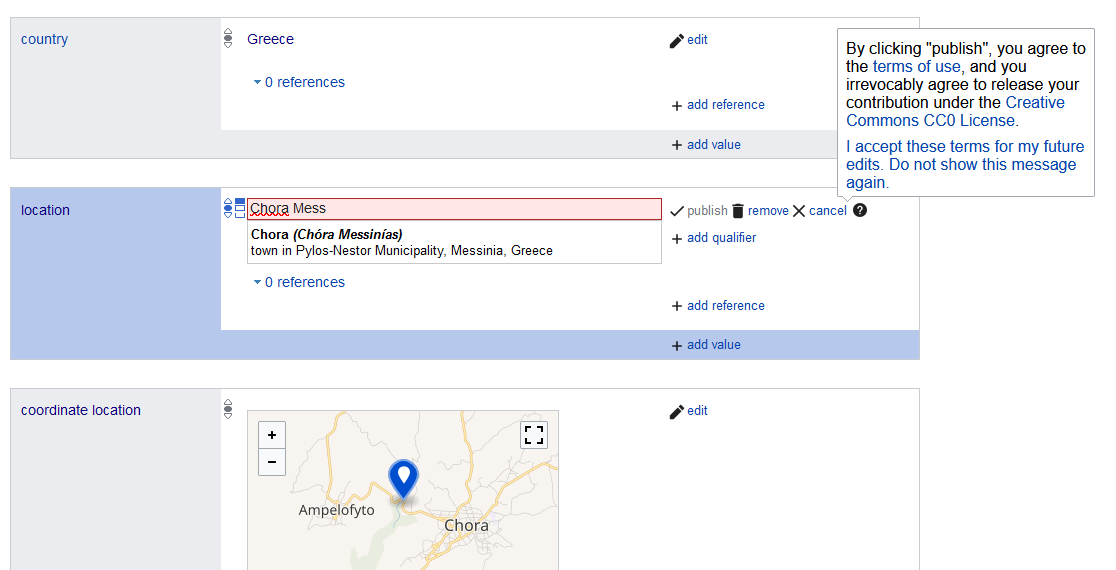 country
Greece
edit
0 references
+ add reference
+ add value
By clicking "publish", you agree to
the terms of use, and you
irrevocably agree to release your
contribution under the Creative
Commons CC0 License.
I accept these terms for my future
edits. Do not show this message
again.
location
Chora Mess
publish remove cancel ?
Chora (Chóra Messinías)
town in Pylos-Nestor Municipality, Messinia, Greece
+ add qualifier
0 references
+ add reference
+ add value
coordinate location
edit
+
−
Ampelofyto
Chora